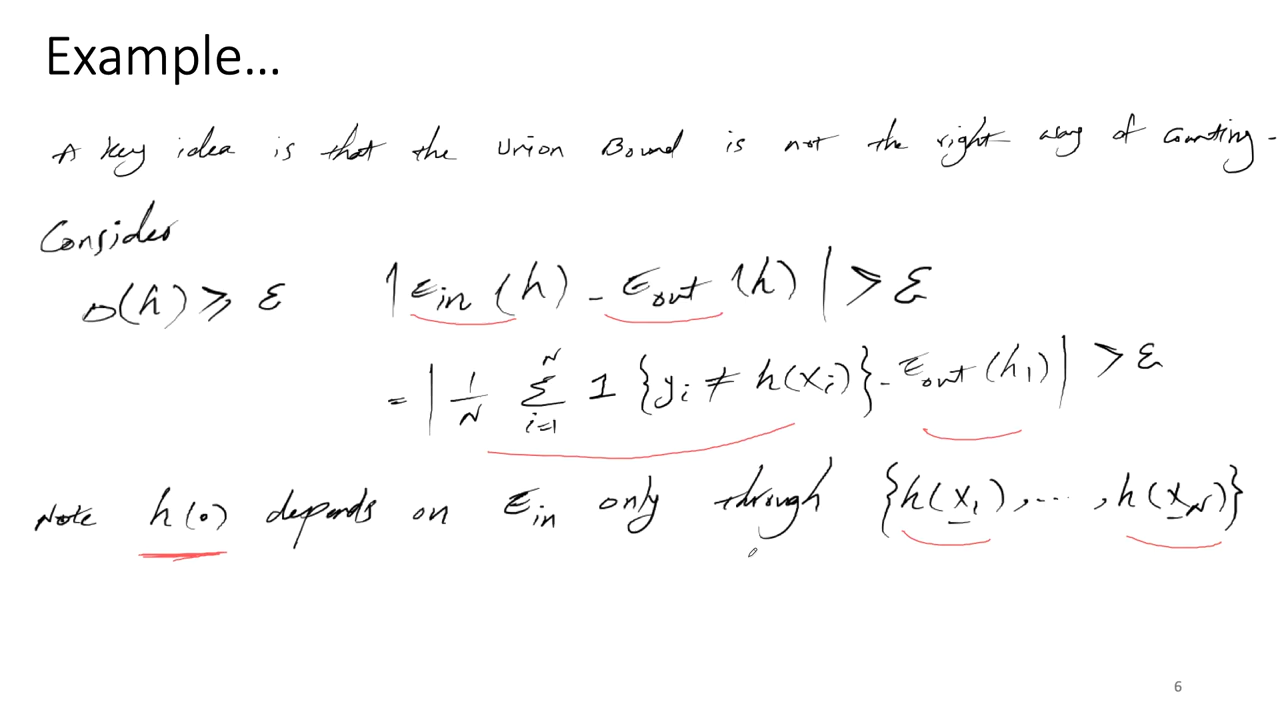 Example...
A key idea is that the Union Bound is not the right way of counting.
Consider
D(h) ⩾ ε |Ein (h) - Eout (h)| > ε
= | 1/N ∑_{i=1}^{N} 1 {yi ≠ h(xi)} - Eout (h1)| > ε
Note h(·) depends on Ein only through {h(x1), ..., h(xN)}
6